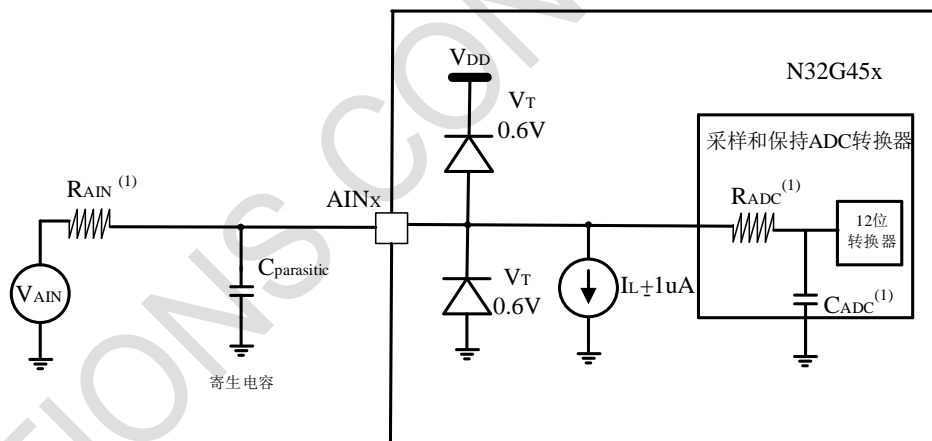 VDD
N32G45x
VT
0.6V
采样和保持ADC转换器
RAIN (1)
AINx
RADC(1)
12位
转换器
Cparasitic
VAIN
VT
0.6V
IL±1uA
CADC(1)
寄生电容
TIONS CON